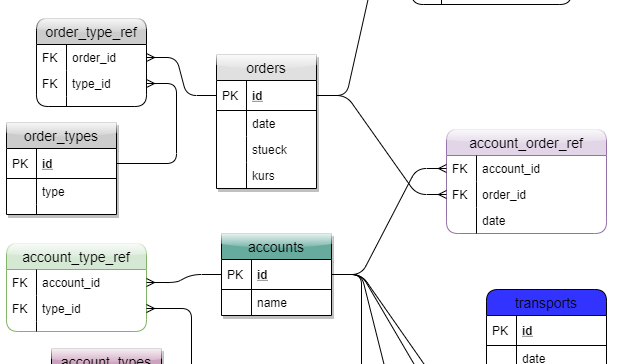 order_type_ref
FK order_id
FK type_id
orders
PK id
date
stueck
kurs
order_types
PK id
type
account_order_ref
FK account_id
FK order_id
date
account_type_ref
FK account_id
FK type_id
accounts
PK id
name
transports
PK id
date
account_types